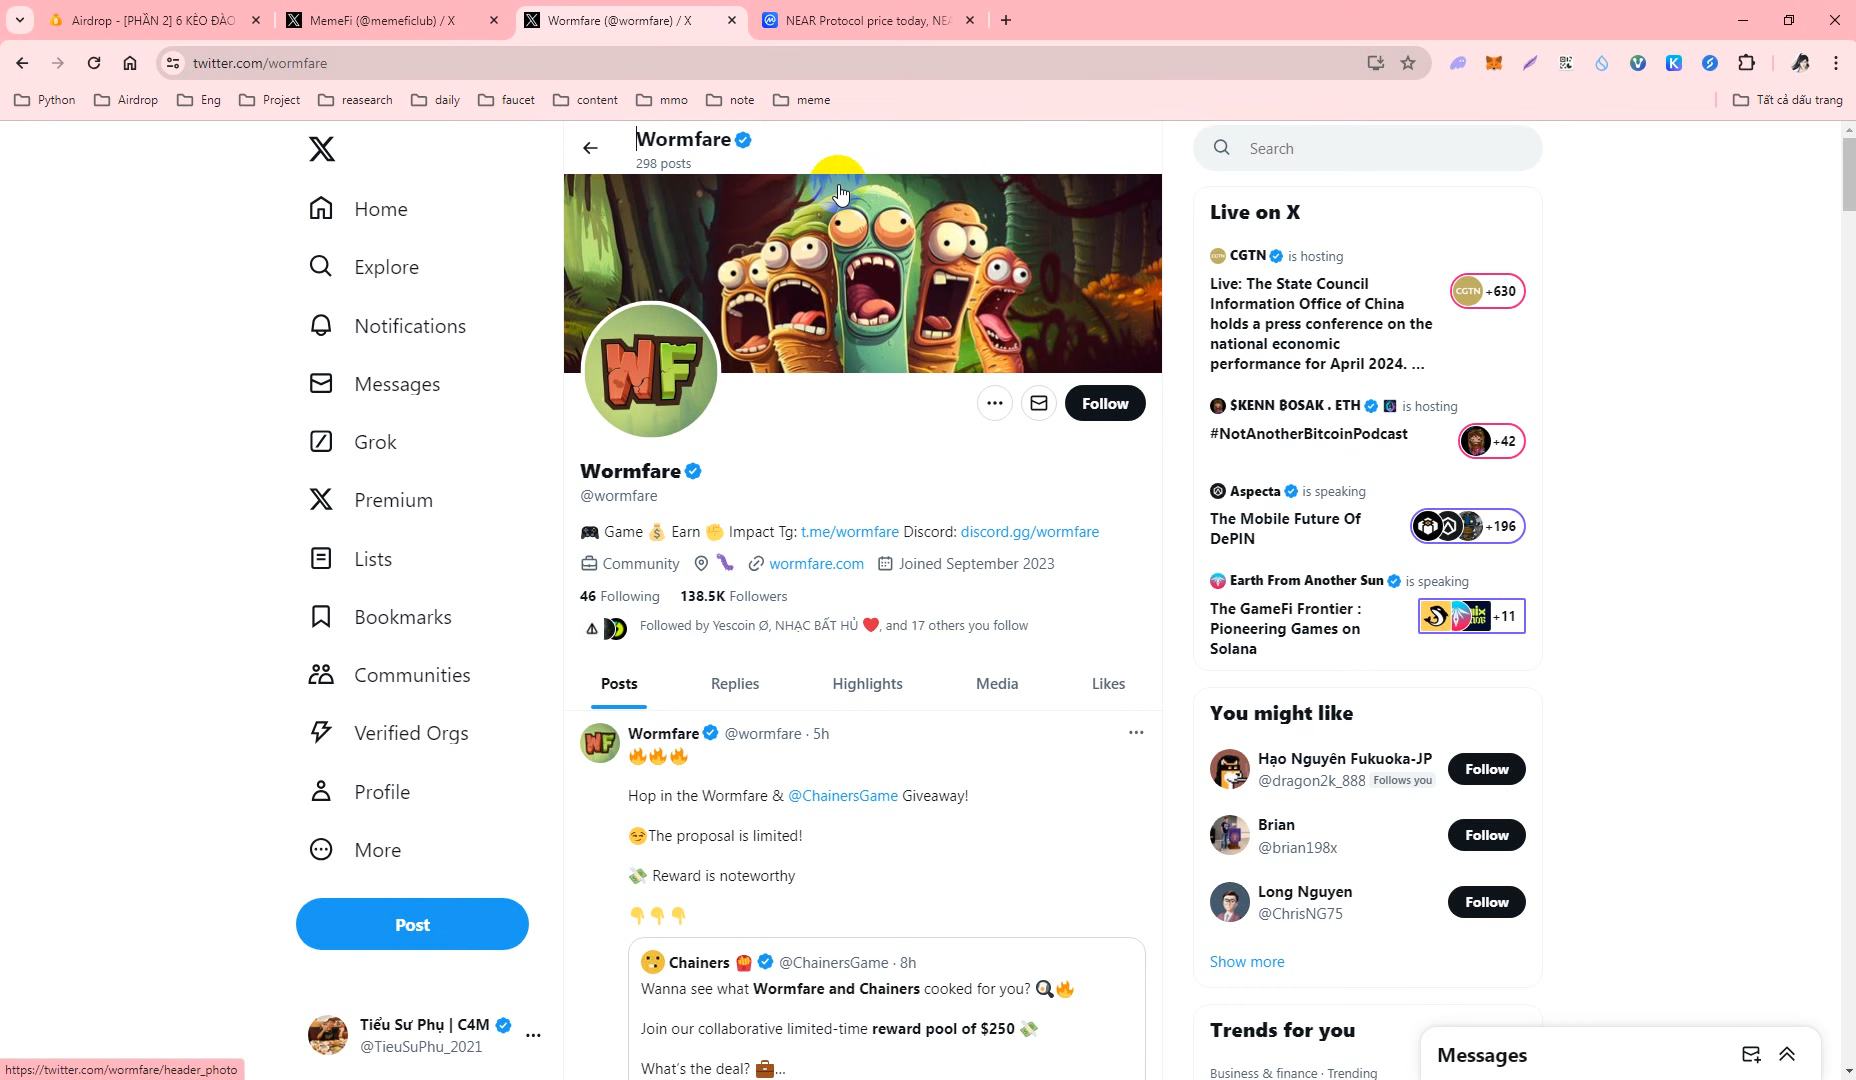 Airdrop - [PHẦN 2] 6 KÈO ĐÀO
MemeFi (@memeficlub) / X
Wormfare (@wormfare) / X
NEAR Protocol price today, NEA
twitter.com/wormfare
Python
Airdrop
Eng
Project
reasearch
daily
faucet
content
mmo
note
meme
Tất cả dấu trang
Home
Explore
Notifications
Messages
Grok
Premium
Lists
Bookmarks
Communities
Verified Orgs
Profile
More
Post
Tiểu Sư Phụ | C4M
@TieuSuPhu_2021
https://twitter.com/wormfare/header_photo
Wormfare
298 posts
WF
Follow
Wormfare
@wormfare
🎮 Game 💰 Earn ✊ Impact Tg: t.me/wormfare Discord: discord.gg/wormfare
Community 🐛 wormfare.com Joined September 2023
46 Following 138.5K Followers
Followed by Yescoin Ø, NHẠC BẤT HỦ ❤️, and 17 others you follow
Posts Replies Highlights Media Likes
Wormfare @wormfare · 5h
🔥🔥🔥
Hop in the Wormfare & @ChainersGame Giveaway!
😏The proposal is limited!
💸 Reward is noteworthy
👇👇👇
Chainers 🍟 @ChainersGame · 8h
Wanna see what Wormfare and Chainers cooked for you? 🍳🔥
Join our collaborative limited-time reward pool of $250 💸
What's the deal? 💼...
Search
Live on X
CGTN is hosting
Live: The State Council
Information Office of China
holds a press conference on the
national economic
performance for April 2024. ...
CGTN +630
$KENN ₿OSAK . ETH is hosting
#NotAnotherBitcoinPodcast
+42
Aspecta is speaking
The Mobile Future Of
DePIN
+196
Earth From Another Sun is speaking
The GameFi Frontier :
Pioneering Games on
Solana
+11
You might like
Hạo Nguyên Fukuoka-JP
@dragon2k_888 Follows you
Follow
Brian
@brian198x
Follow
Long Nguyen
@ChrisNG75
Follow
Show more
Trends for you
Business & finance · Trending
Messages